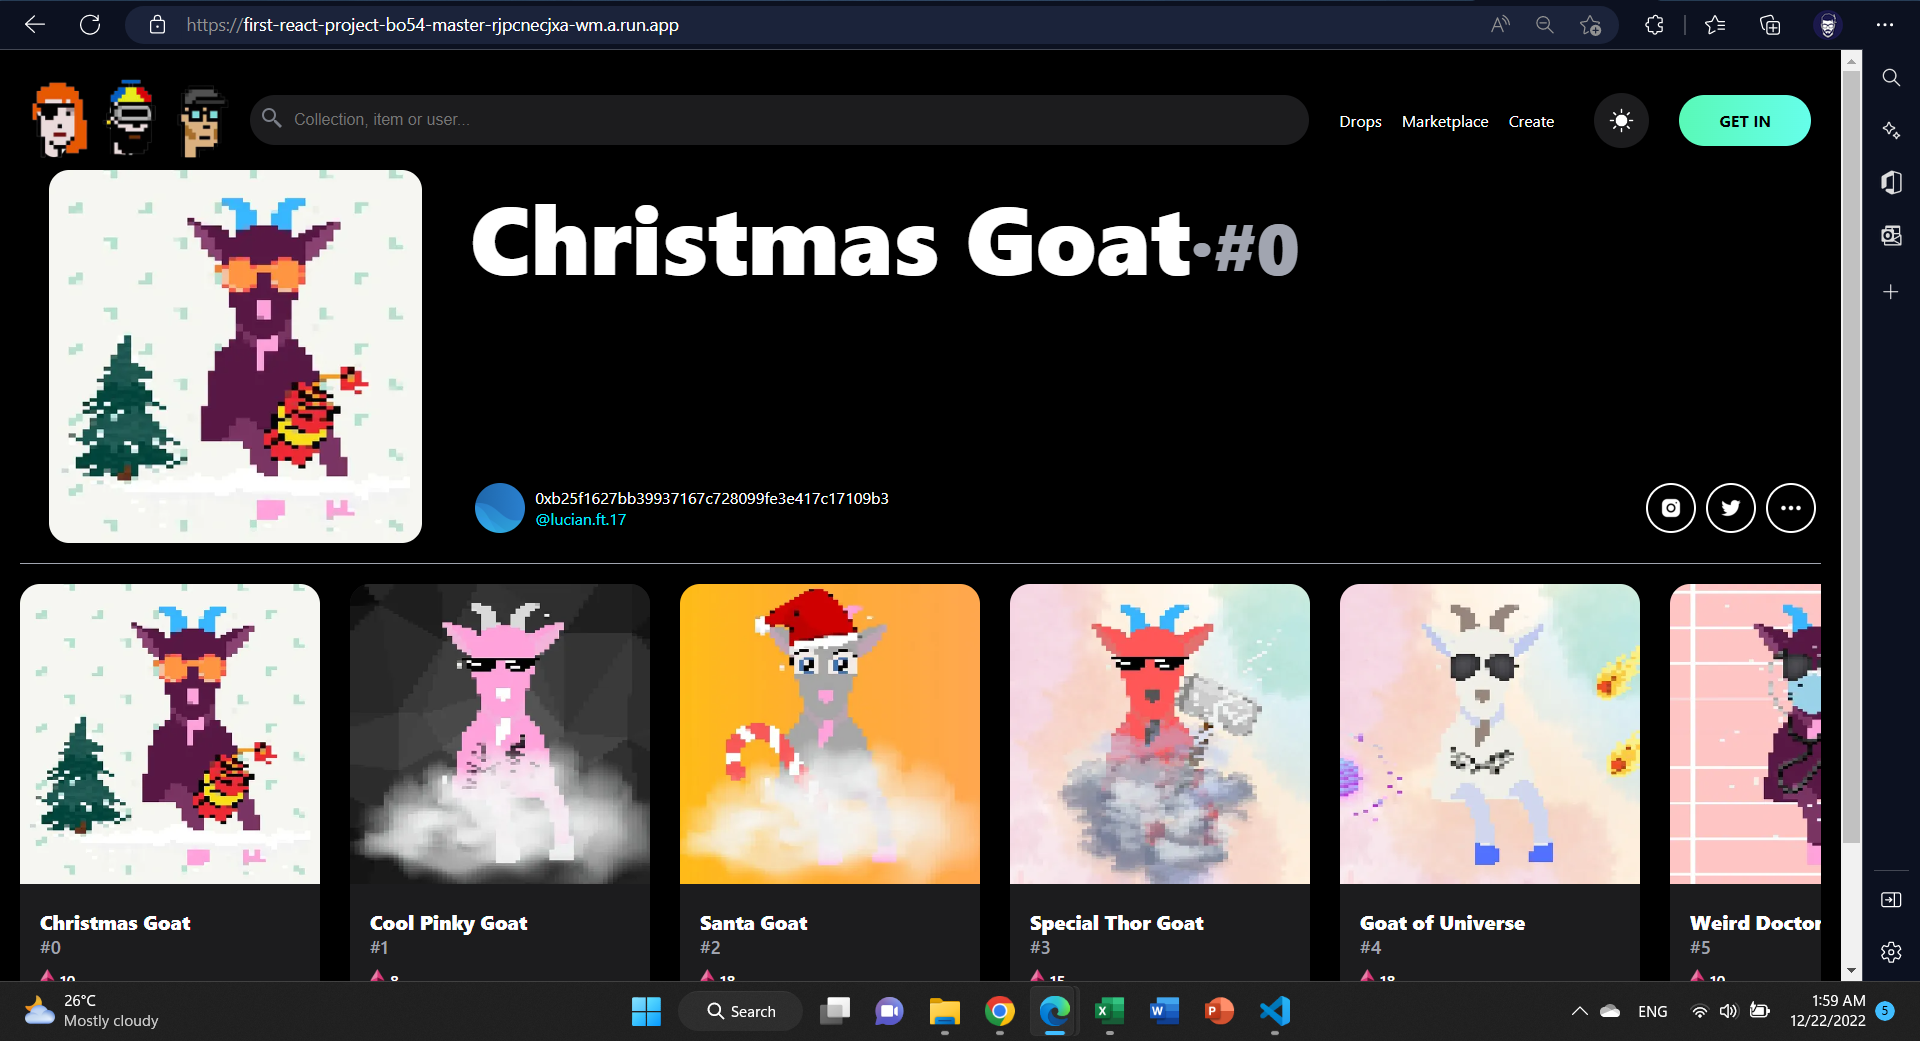 https://first-react-project-bo54-master-rjpcnecjxa-wm.a.run.app
Collection, item or user...
Drops
Marketplace
Create
GET IN
Christmas Goat·#0
0xb25f1627bb39937167c728099fe3e417c17109b3
@lucian.ft.17
Christmas Goat
#0
10
Cool Pinky Goat
#1
8
Santa Goat
#2
18
Special Thor Goat
#3
15
Goat of Universe
#4
18
Weird Doctor
#5
10
26°C
Mostly cloudy
Search
ENG
1:59 AM
12/22/2022
5